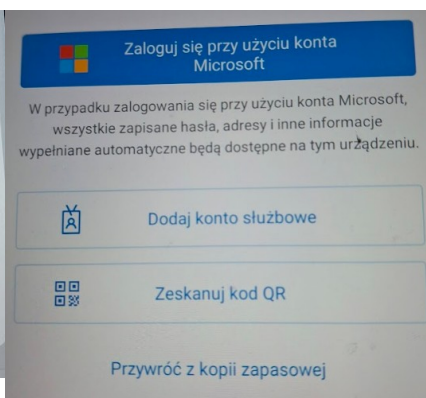 Zaloguj się przy użyciu konta
Microsoft
W przypadku zalogowania się przy użyciu konta Microsoft,
wszystkie zapisane hasła, adresy i inne informacje
wypełniane automatyczne będą dostępne na tym urządzeniu.
Dodaj konto służbowe
Zeskanuj kod QR
Przywróć z kopii zapasowej